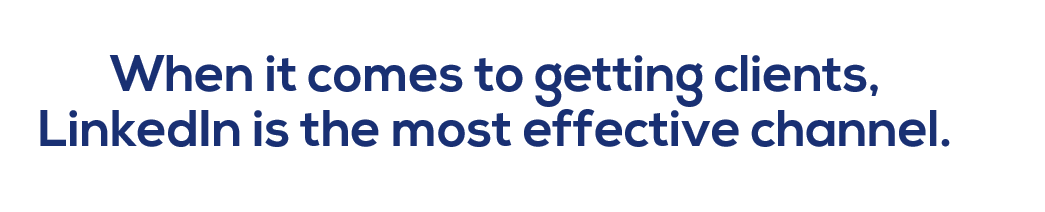 When it comes to getting clients,
LinkedIn is the most effective channel.